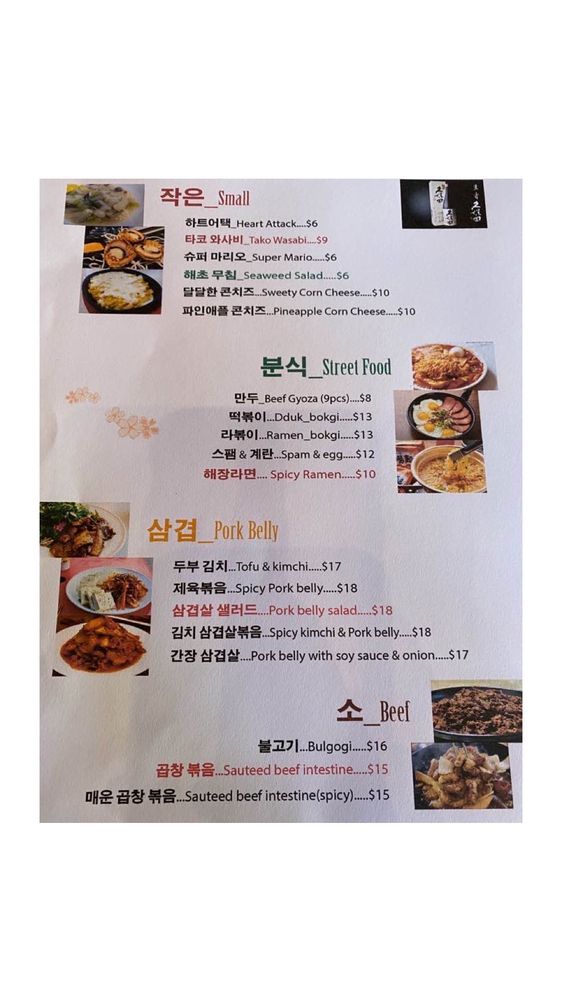 작은_Small
하트어택_Heart Attack....$6
타코 와사비_Tako Wasabi....$9
슈퍼 마리오_Super Mario.....$6
해초 무침_Seaweed Salad.....$6
달달한 콘치즈...Sweety Corn Cheese.....$10
파인애플 콘치즈...Pineapple Corn Cheese.....$10
분식_Street Food
만두_Beef Gyoza (9pcs)....$8
떡볶이...Dduk_bokgi.....$13
라볶이...Ramen_bokgi.....$13
스팸 & 계란...Spam & egg.....$12
해장라면.... Spicy Ramen.....$10
삼겹_Pork Belly
두부 김치...Tofu & kimchi.....$17
제육볶음...Spicy Pork belly.....$18
삼겹살 샐러드....Pork belly salad.....$18
김치 삼겹살볶음...Spicy kimchi & Pork belly.....$18
간장 삼겹살....Pork belly with soy sauce & onion.....$17
소_Beef
불고기...Bulgogi.....$16
곱창 볶음...Sauteed beef intestine.....$15
매운 곱창 볶음...Sauteed beef intestine(spicy).....$15